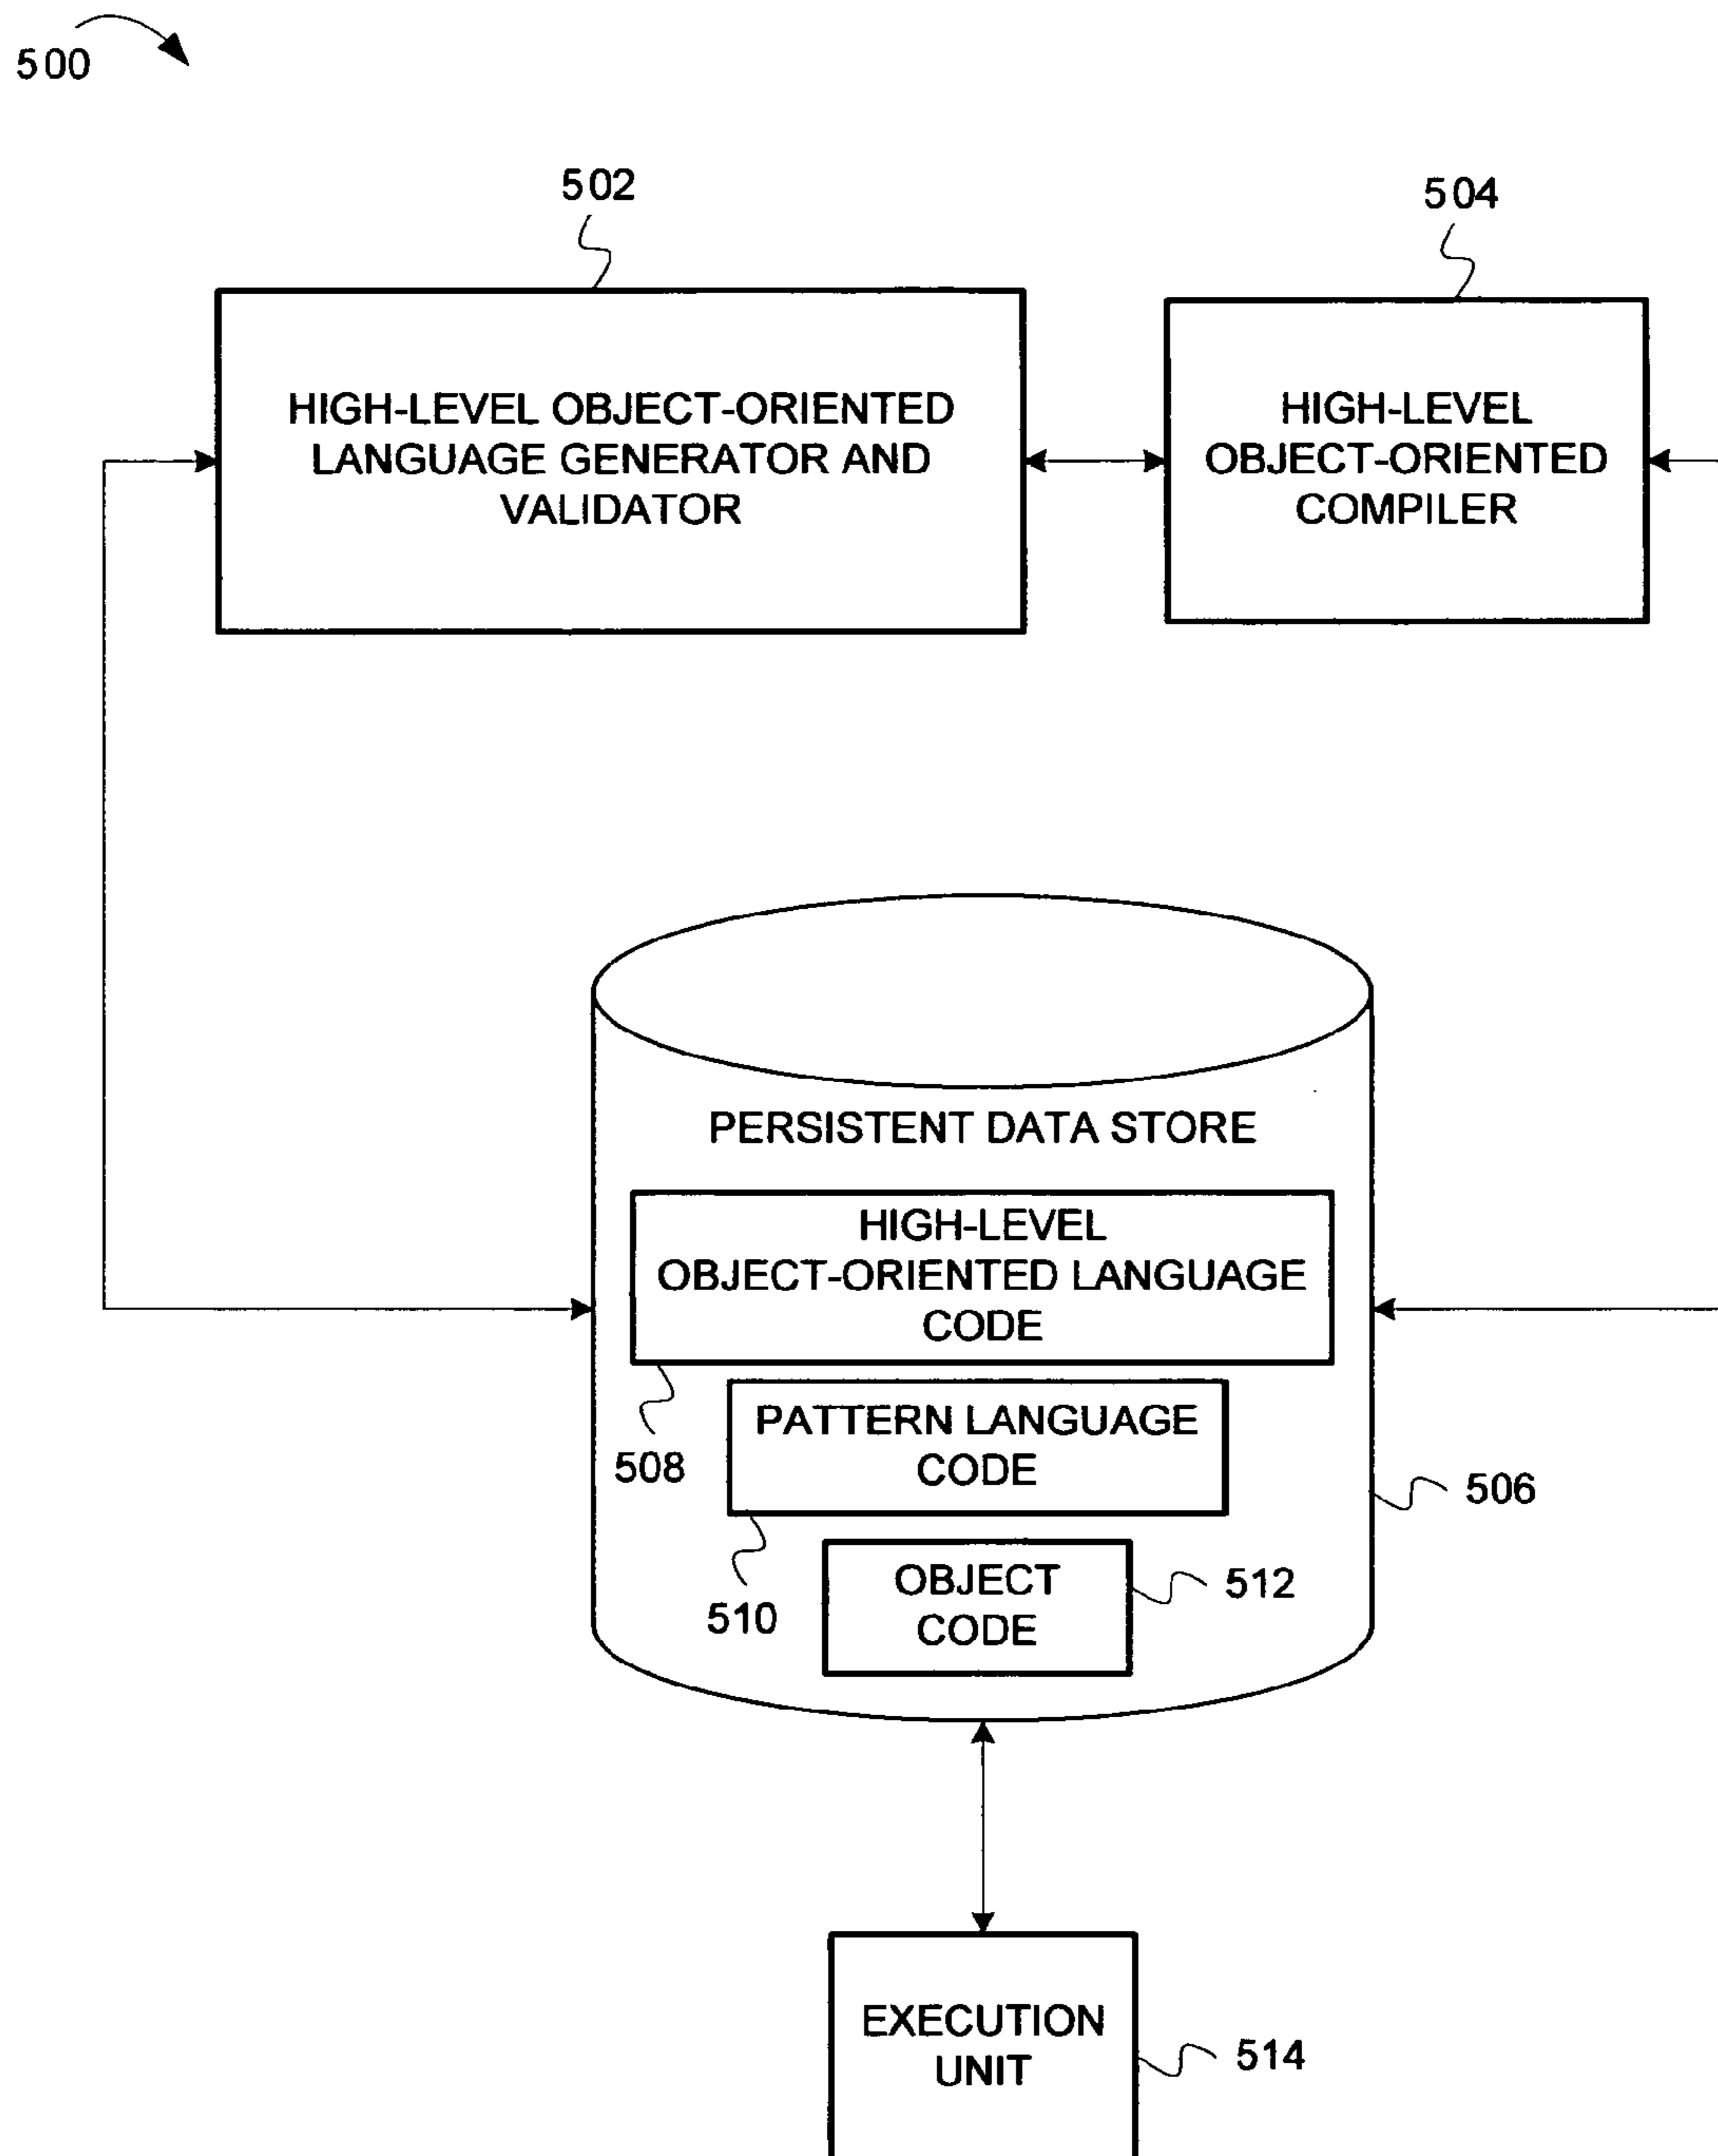 500
502
504
HIGH-LEVEL OBJECT-ORIENTED
LANGUAGE GENERATOR AND
VALIDATOR
HIGH-LEVEL
OBJECT-ORIENTED
COMPILER
PERSISTENT DATA STORE
HIGH-LEVEL
OBJECT-ORIENTED LANGUAGE
CODE
508
PATTERN LANGUAGE
CODE
506
510
OBJECT
CODE
512
EXECUTION
UNIT
514